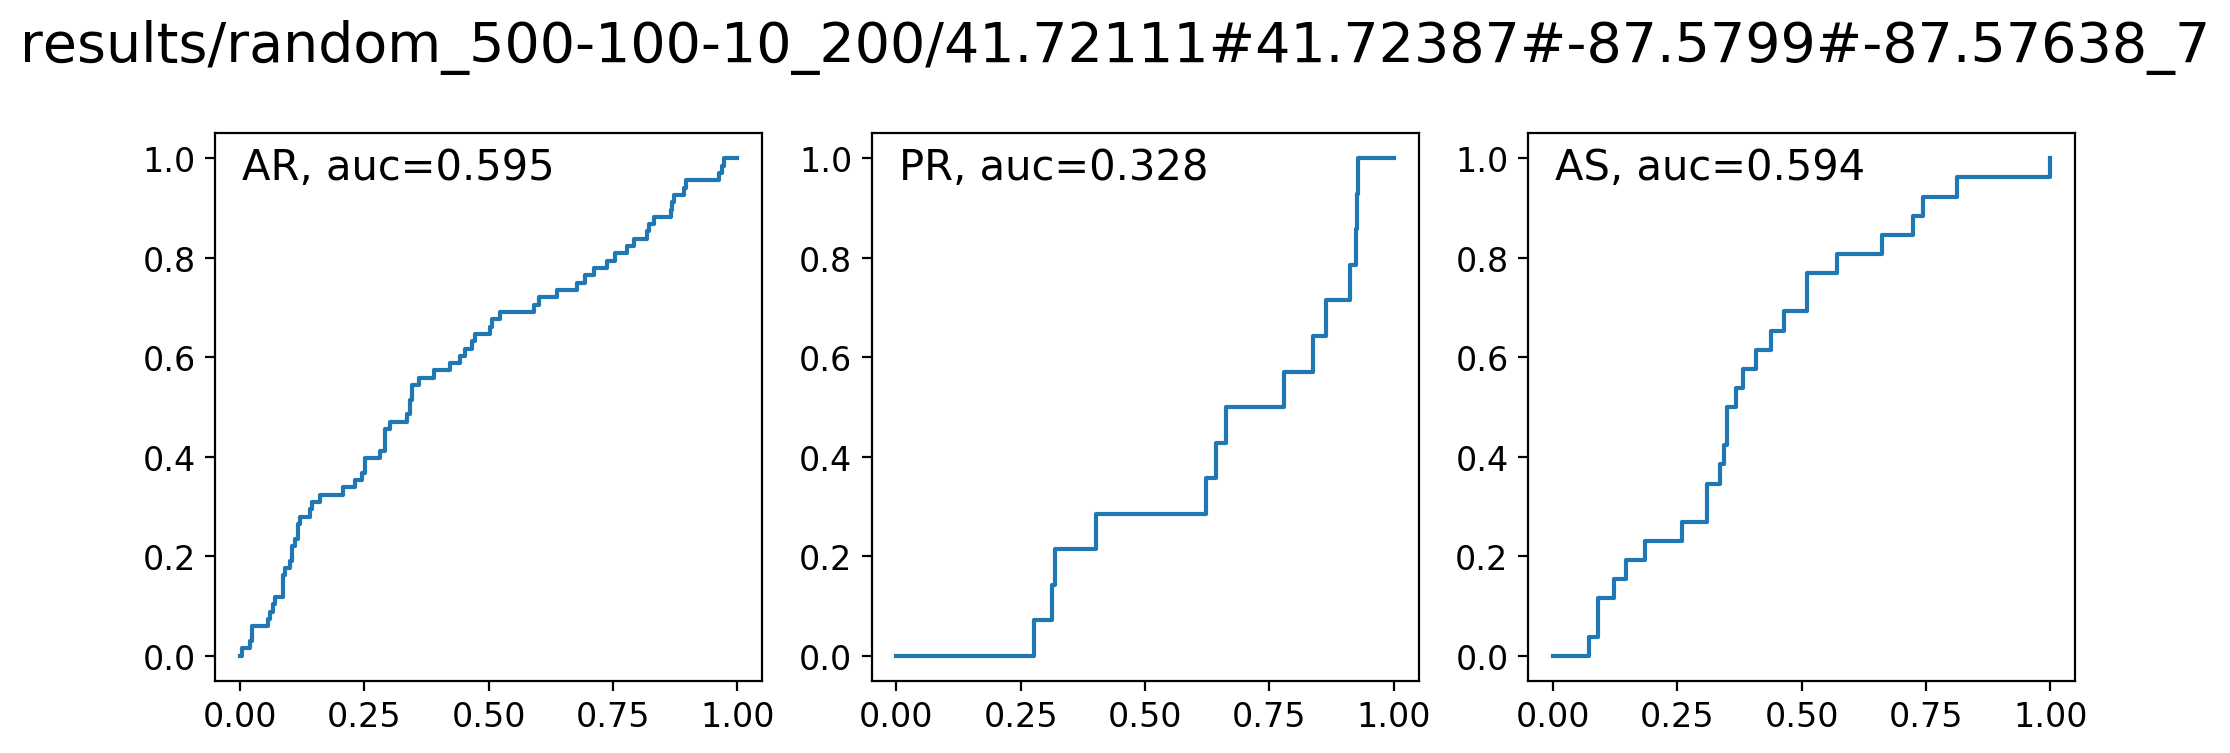 results/random_500-100-10_200/41.72111#41.72387#-87.5799#-87.57638_7
AR, auc=0.595
1.0
0.8
0.6
0.4
0.2
0.0
0.00 0.25 0.50 0.75 1.00
PR, auc=0.328
1.0
0.8
0.6
0.4
0.2
0.0
0.00 0.25 0.50 0.75 1.00
AS, auc=0.594
1.0
0.8
0.6
0.4
0.2
0.0
0.00 0.25 0.50 0.75 1.00